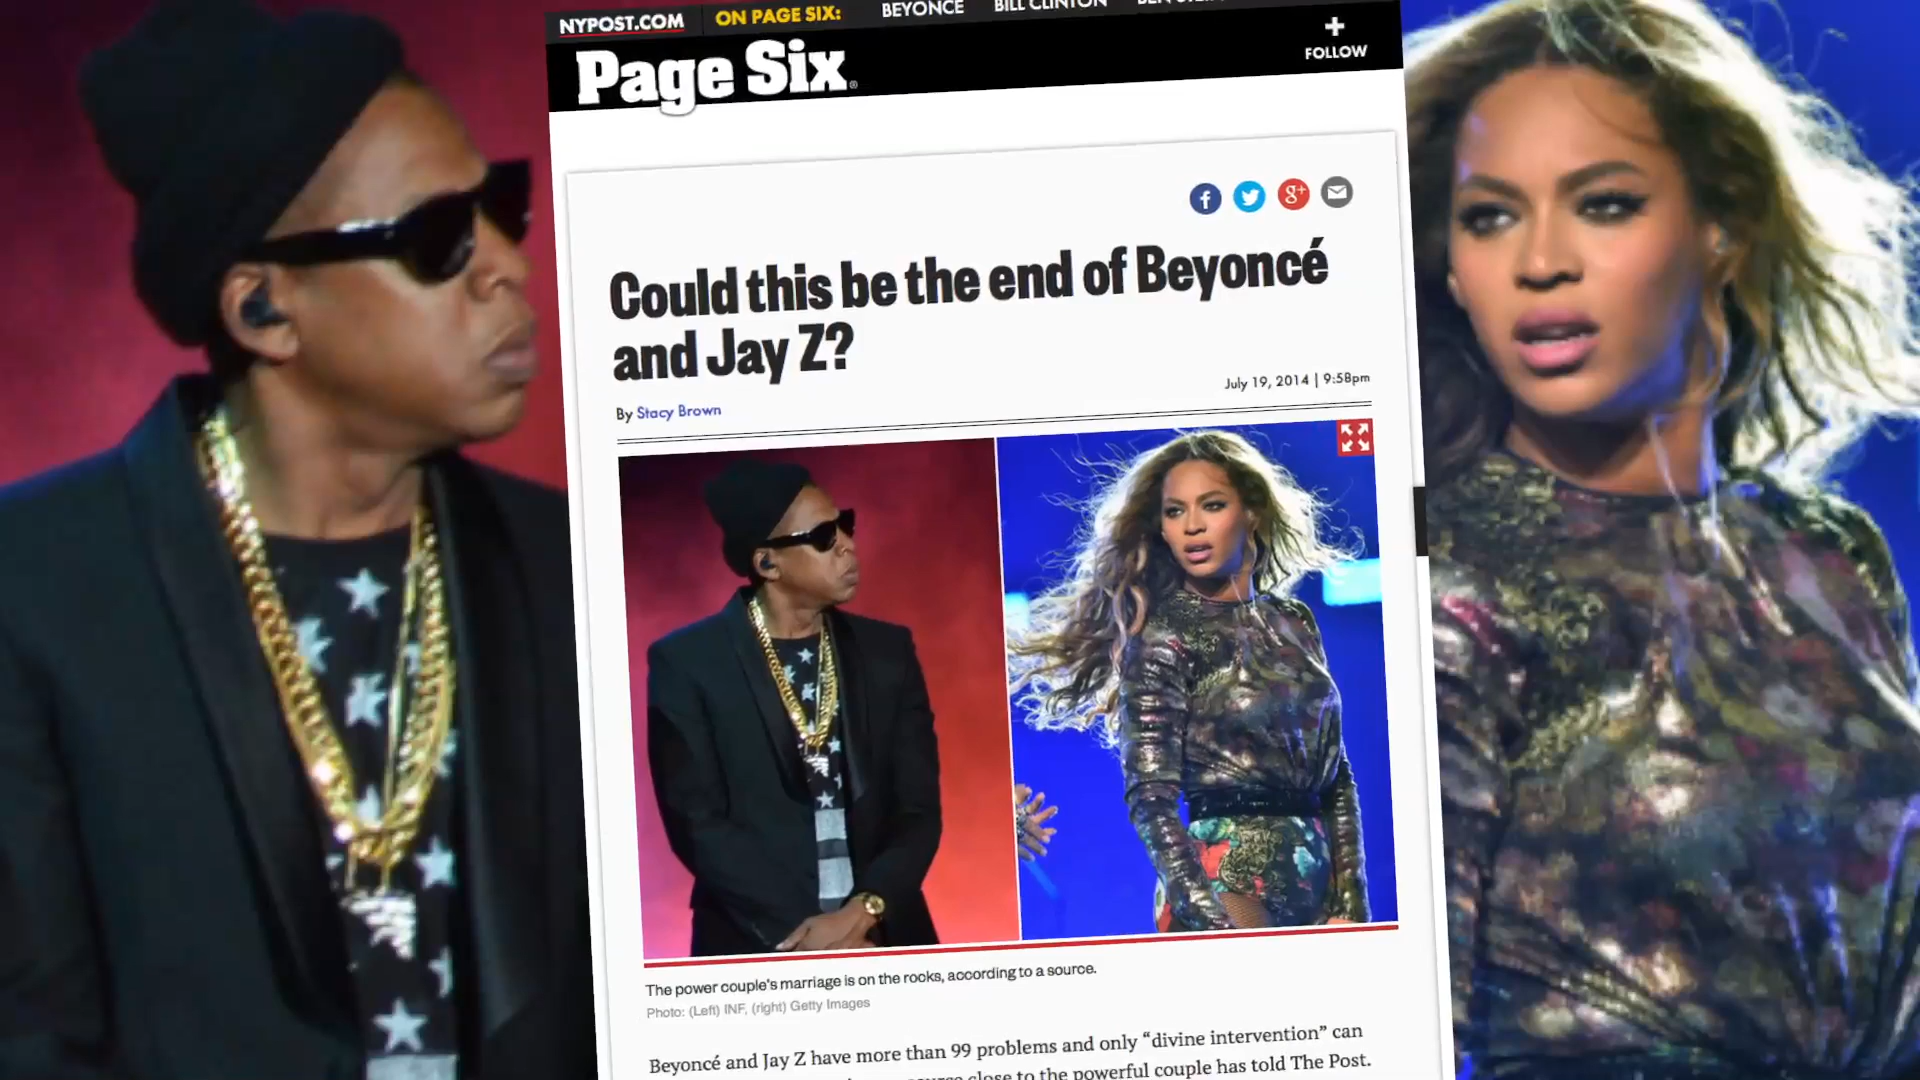 NYPOST.COM ON PAGE SIX: BEYONCE BILL CLINTON
Page Six
FOLLOW
Could this be the end of Beyoncé
and Jay Z?
July 19, 2014 | 9:58pm
By Stacy Brown
The power couple's marriage is on the rooks, according to a source.
Photo: (Left) INF, (right) Getty Images
Beyoncé and Jay Z have more than 99 problems and only “divine intervention” can
close to the powerful couple has told The Post.